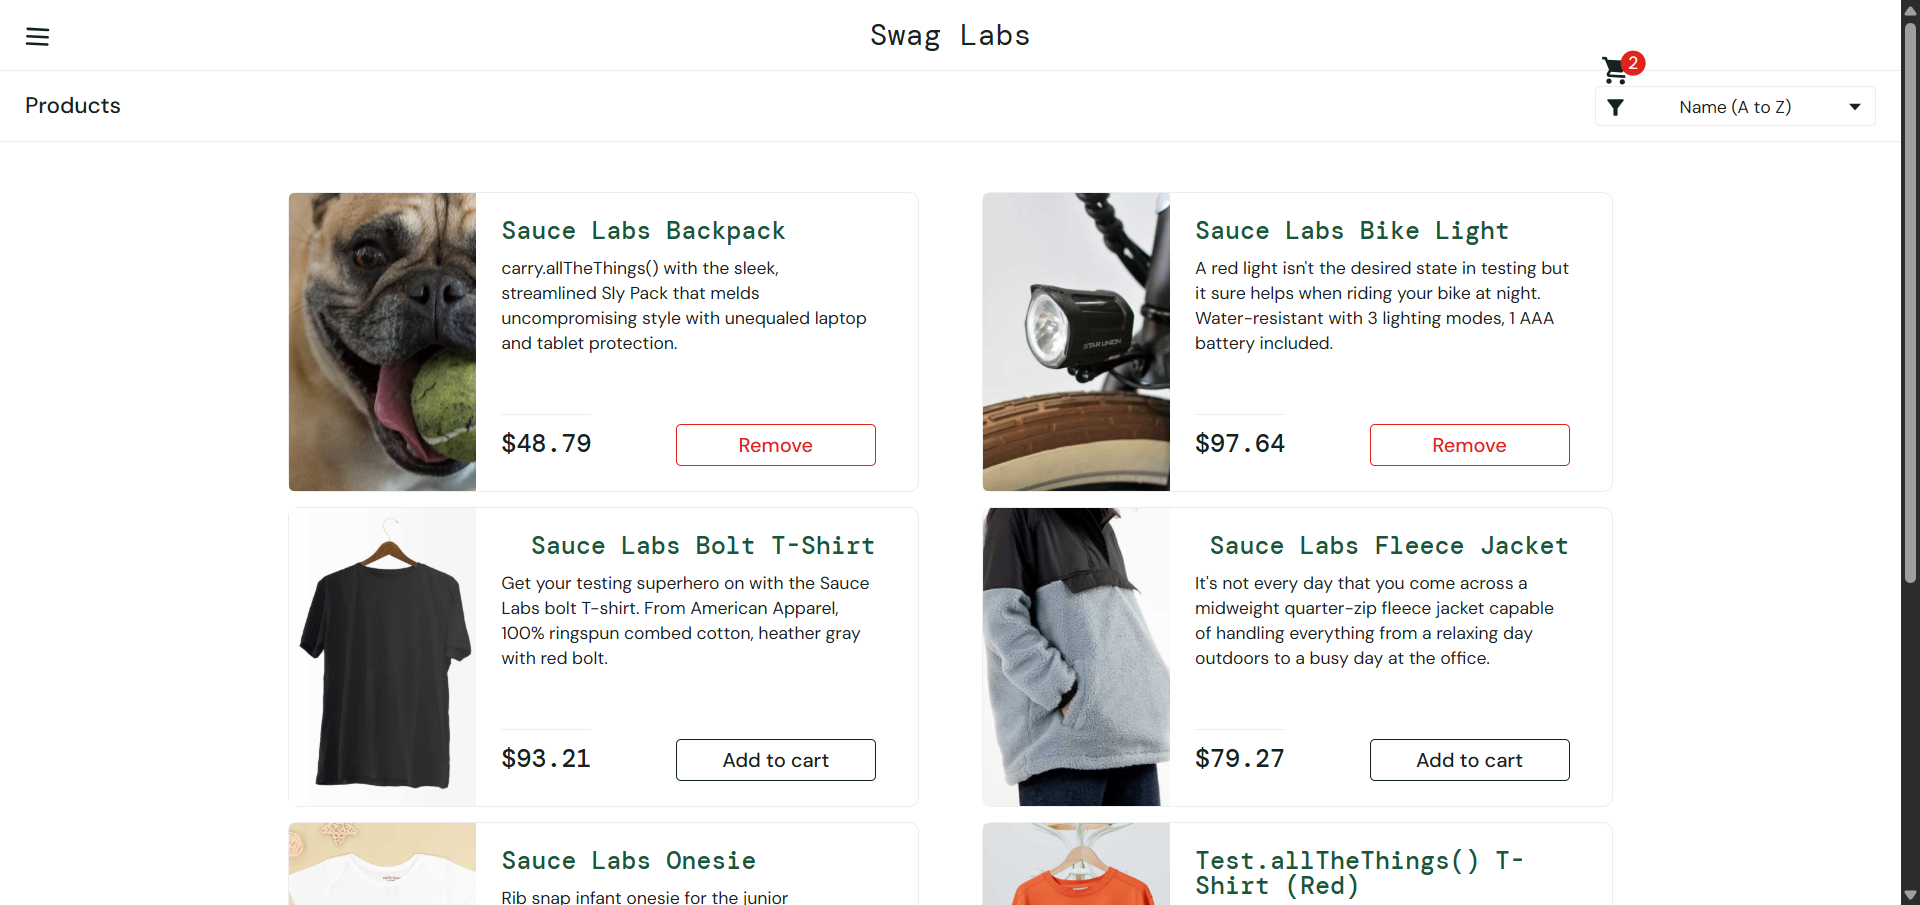 Swag Labs
2
Products
Name (A to Z)
Sauce Labs Backpack
carry.allTheThings() with the sleek,
streamlined Sly Pack that melds
uncompromising style with unequaled laptop
and tablet protection.
$48.79
Remove
Sauce Labs Bike Light
A red light isn't the desired state in testing but
it sure helps when riding your bike at night.
Water-resistant with 3 lighting modes, 1 AAA
battery included.
STAR UNION
$97.64
Remove
Sauce Labs Bolt T-Shirt
Get your testing superhero on with the Sauce
Labs bolt T-shirt. From American Apparel,
100% ringspun combed cotton, heather gray
with red bolt.
$93.21
Add to cart
Sauce Labs Fleece Jacket
It's not every day that you come across a
midweight quarter-zip fleece jacket capable
of handling everything from a relaxing day
outdoors to a busy day at the office.
$79.27
Add to cart
Sauce Labs Onesie
Rib snap infant onesie for the junior
Test.allTheThings() T-
Shirt (Red)